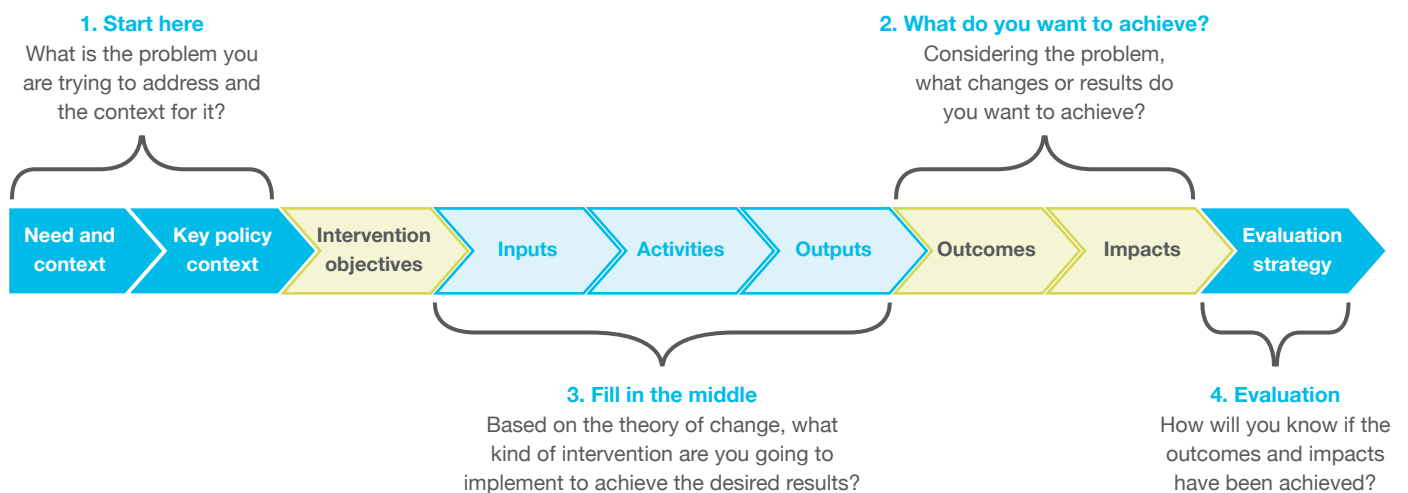 1. Start here
What is the problem you
are trying to address and
the context for it?
2. What do you want to achieve?
Considering the problem,
what changes or results do
you want to achieve?
Need and
context
Key policy
context
Intervention
objectives
Inputs
Activities
Outputs
Outcomes
Impacts
Evaluation
strategy
3. Fill in the middle
Based on the theory of change, what
kind of intervention are you going to
implement to achieve the desired results?
4. Evaluation
How will you know if the
outcomes and impacts
have been achieved?